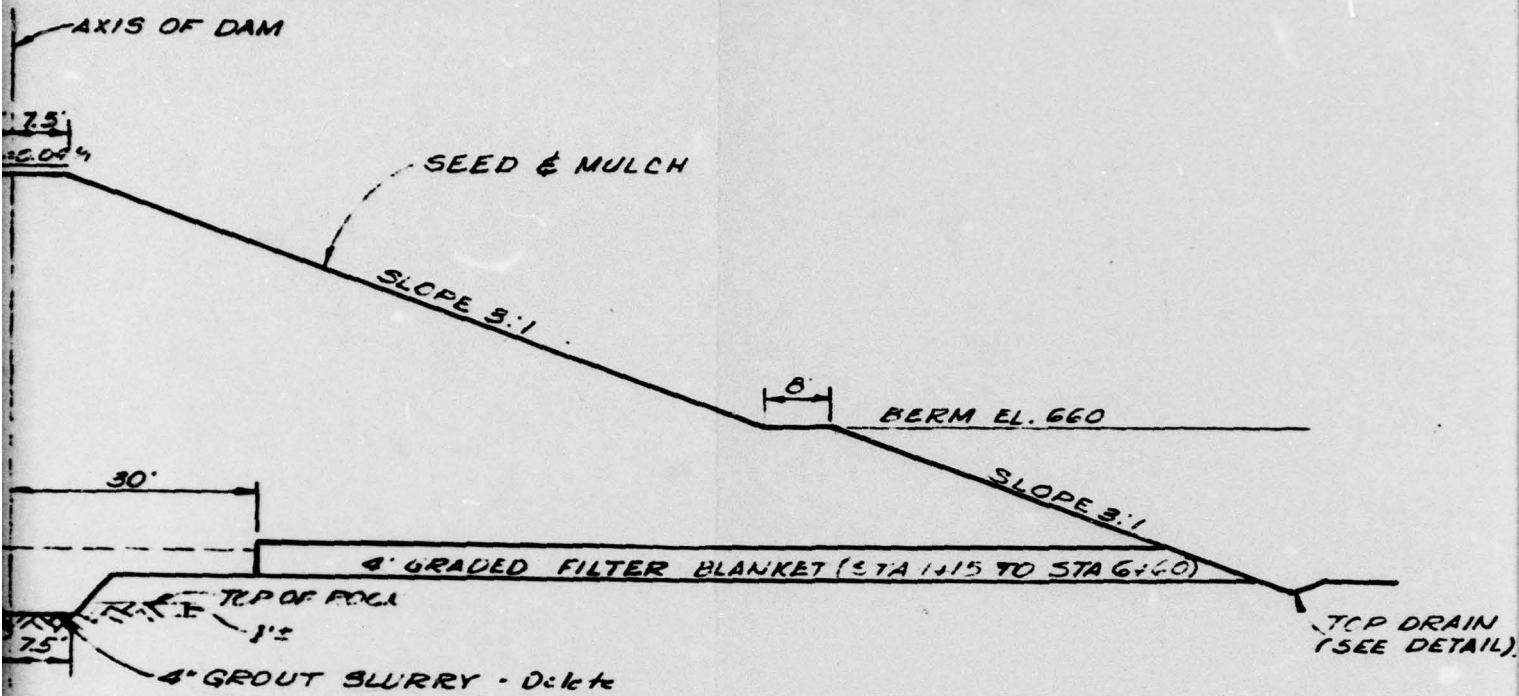 AXIS OF DAM
7.5'
SEED & MULCH
SLOPE 3:1
8'
BERM EL. 660
30'
SLOPE 3:1
4' GRADED FILTER BLANKET (STA 1+15 TO STA 6+60)
TOP OF ROCK
1'±
7.5'
TOP DRAIN
(SEE DETAIL)
4" GROUT SLURRY - Delete